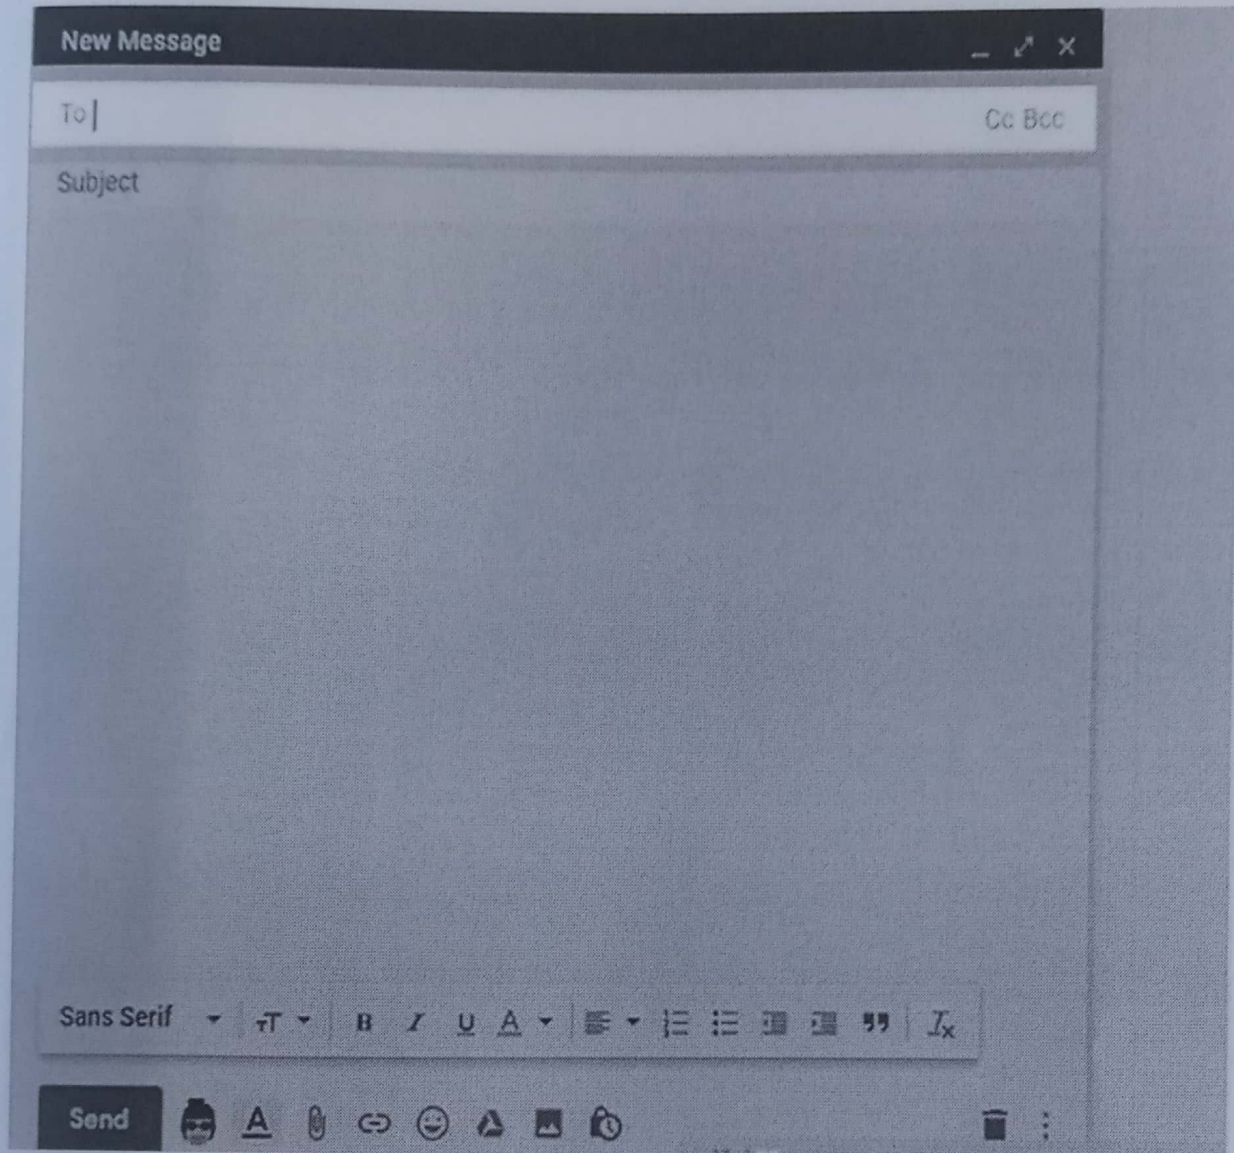 New Message
To
Cc Bcc
Subject
Sans Serif
B I U A
Send A